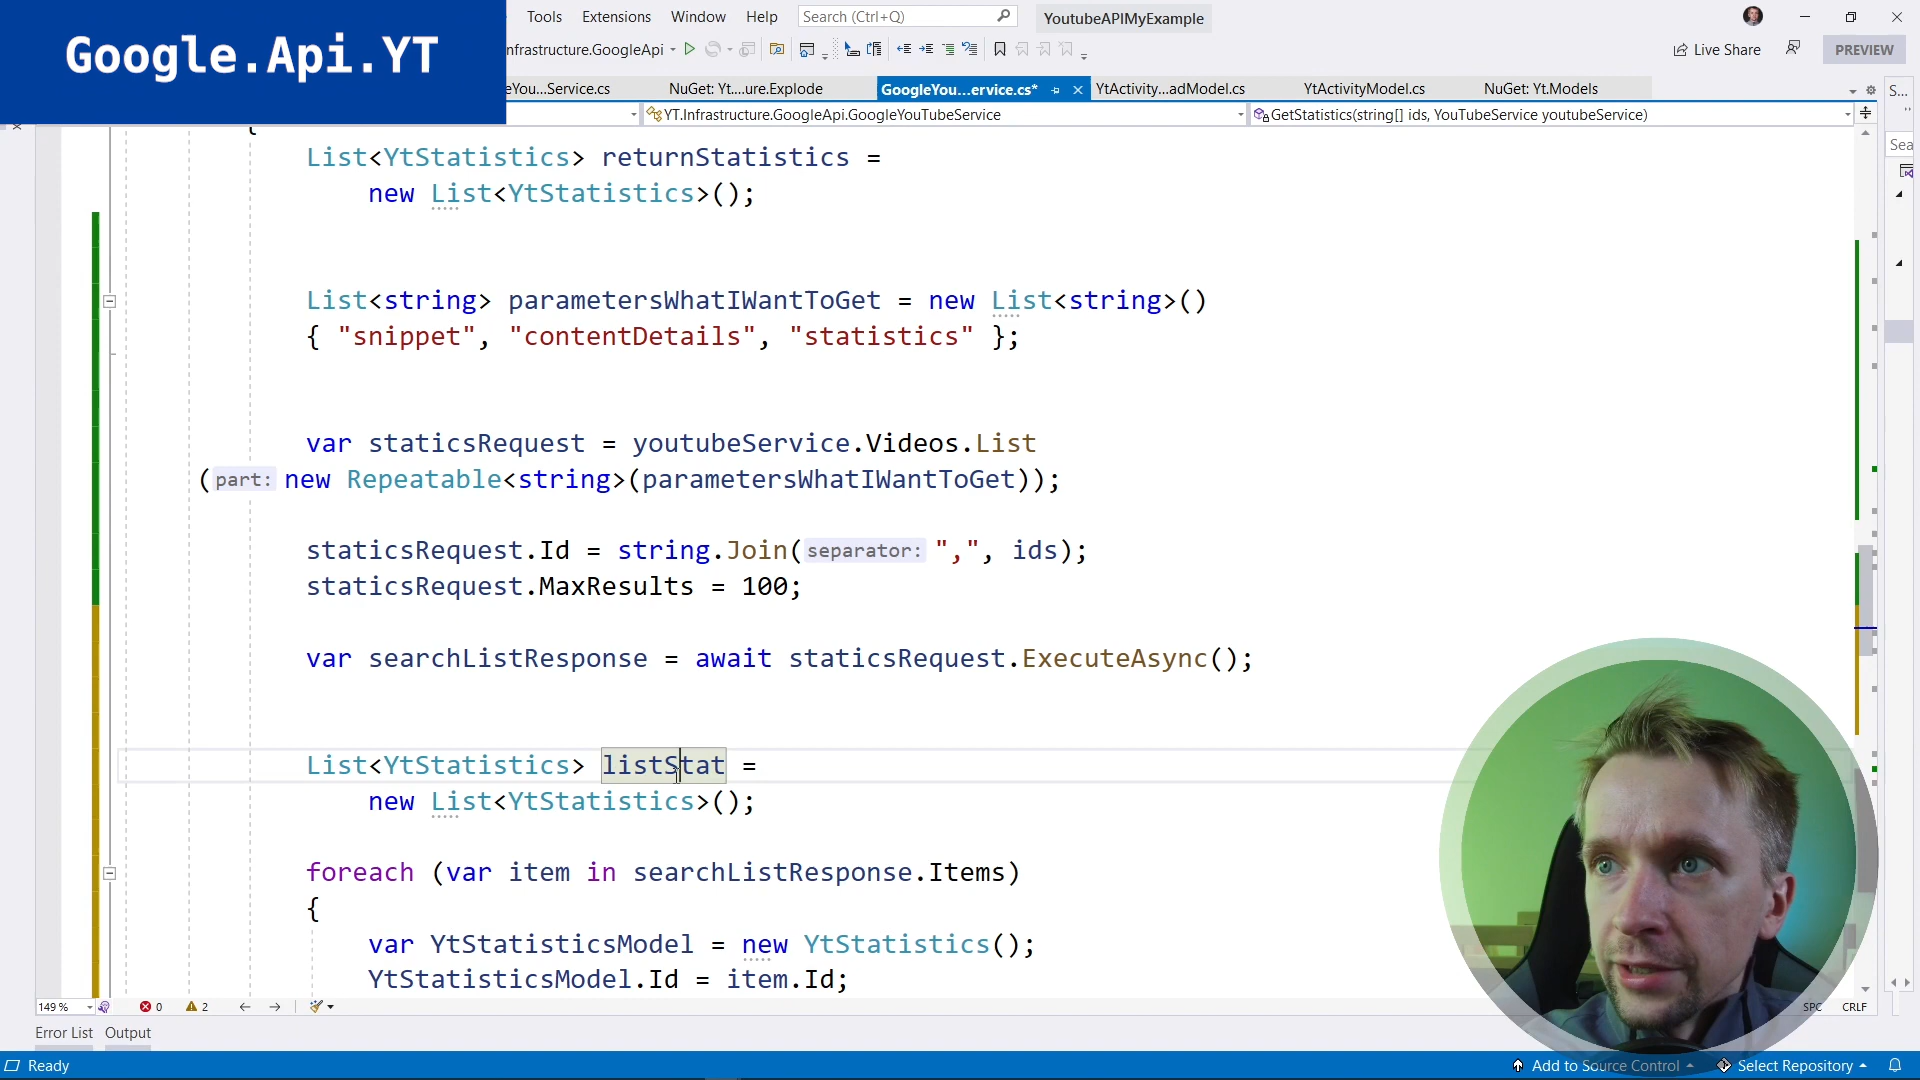 Google.Api.YT
Tools Extensions Window Help Search (Ctrl+Q) YoutubeAPIMyExample
nfrastructure.GoogleApi Live Share PREVIEW
eYou...Service.cs NuGet: Yt....ure.Explode GoogleYou...ervice.cs* YtActivity...adModel.cs YtActivityModel.cs NuGet: Yt.Models S...
YT.Infrastructure.GoogleApi.GoogleYouTubeService GetStatistics(string[] ids, YouTubeService youtubeService)
Sea
{
List<YtStatistics> returnStatistics =
new List<YtStatistics>();
List<string> parametersWhatIWantToGet = new List<string>()
{ "snippet", "contentDetails", "statistics" };
var staticsRequest = youtubeService.Videos.List
(part: new Repeatable<string>(parametersWhatIWantToGet));
staticsRequest.Id = string.Join(separator: ",", ids);
staticsRequest.MaxResults = 100;
var searchListResponse = await staticsRequest.ExecuteAsync();
List<YtStatistics> listStat =
new List<YtStatistics>();
foreach (var item in searchListResponse.Items)
{
var YtStatisticsModel = new YtStatistics();
YtStatisticsModel.Id = item.Id;
149 % 0 2 SPC CRLF
Error List Output
Ready Add to Source Control Select Repository